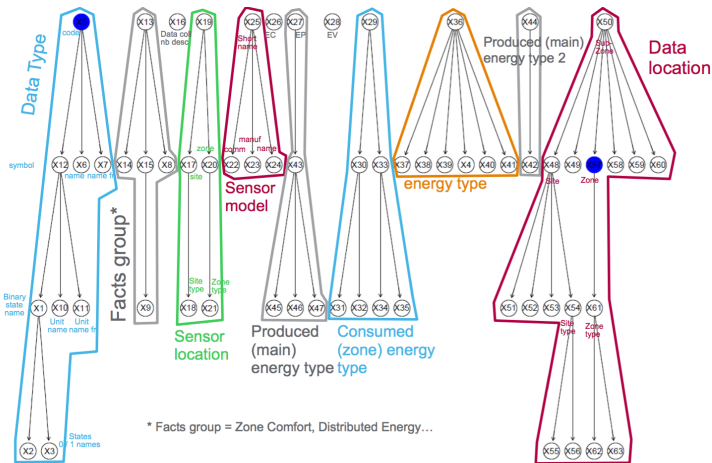 X13
X16
X19
X25
X26
X27
X28
X29
X36
X44
X50
code
Data col
nb desc
site
Short
name
EC
EP
EV
Produced (main)
energy type 2
Sub-
Zone
Data
location
Data Type
symbol
X12
X6
X7
X14
X15
X8
X17
X20
X22
X23
X24
X43
X30
X33
X37
X38
X39
X4
X40
X41
X42
X48
X49
X58
X59
X60
name
name fr
site
zone
comm
manuf
name
Sensor
model
energy type
Site
Zone
Facts group*
Binary
state
name
X1
X10
X11
X9
X18
X21
X45
X46
X47
X31
X32
X34
X35
X51
X52
X53
X54
X61
Unit
name
Unit
name fr
Site
type
Zone
type
Sensor
location
Produced
(main)
energy type
Consumed
(zone) energy
type
Site
type
Zone
type
* Facts group = Zone Comfort, Distributed Energy…
States
0 / 1 names
X2
X3
X55
X56
X62
X63